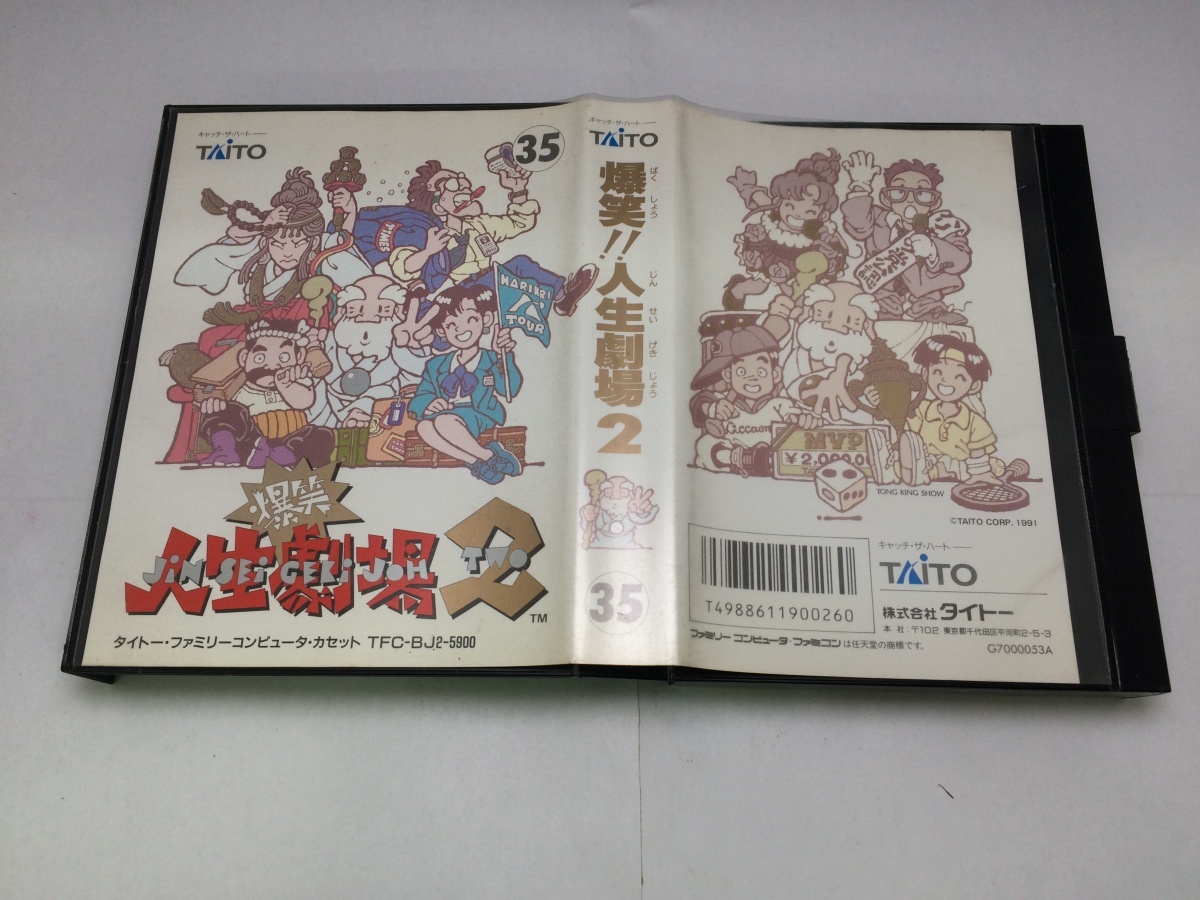 キャッチ・ザ・ハート
TAITO
35
HARIKRI
TOUR
爆笑
人生劇場
JiN SEI GEKi JOH
2
TWO
TM
タイトー・ファミリーコンピュータ・カセット TFC-BJ2-5900
キャッチ・ザ・ハート
TAITO
爆笑!!人生劇場2
ばくしょう
じんせいげきじょう
35
MVP
¥2,000,0
TONG KING SHOW
©TAITO CORP. 1991
T4988611900260
キャッチ・ザ・ハート
TAITO
株式会社 タイトー
本 社:〒102 東京都千代田区平河町2-5-3
ファミリー コンピュータ・ファミコン は任天堂の商標です。
G7000053A